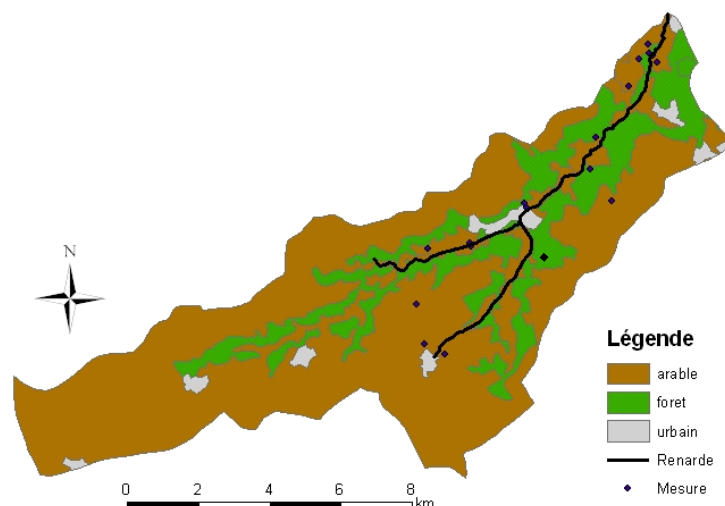 N
Légende
arable
foret
urbain
Renarde
Mesure
0 2 4 6 8
km